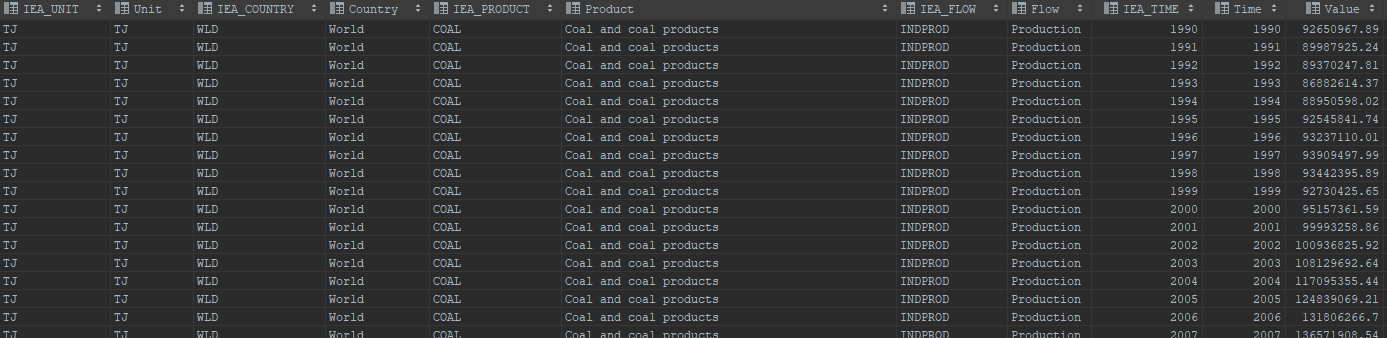 IEA_UNIT Unit IEA_COUNTRY Country IEA_PRODUCT Product IEA_FLOW Flow IEA_TIME Time Value
TJ TJ WLD World COAL Coal and coal products INDPROD Production 1990 1990 92650967.89
TJ TJ WLD World COAL Coal and coal products INDPROD Production 1991 1991 89987925.24
TJ TJ WLD World COAL Coal and coal products INDPROD Production 1992 1992 89370247.81
TJ TJ WLD World COAL Coal and coal products INDPROD Production 1993 1993 86882614.37
TJ TJ WLD World COAL Coal and coal products INDPROD Production 1994 1994 88950598.02
TJ TJ WLD World COAL Coal and coal products INDPROD Production 1995 1995 92545841.74
TJ TJ WLD World COAL Coal and coal products INDPROD Production 1996 1996 93237110.01
TJ TJ WLD World COAL Coal and coal products INDPROD Production 1997 1997 93909497.99
TJ TJ WLD World COAL Coal and coal products INDPROD Production 1998 1998 93442395.89
TJ TJ WLD World COAL Coal and coal products INDPROD Production 1999 1999 92730425.65
TJ TJ WLD World COAL Coal and coal products INDPROD Production 2000 2000 95157361.59
TJ TJ WLD World COAL Coal and coal products INDPROD Production 2001 2001 99993258.86
TJ TJ WLD World COAL Coal and coal products INDPROD Production 2002 2002 100936825.92
TJ TJ WLD World COAL Coal and coal products INDPROD Production 2003 2003 108129692.64
TJ TJ WLD World COAL Coal and coal products INDPROD Production 2004 2004 117095355.44
TJ TJ WLD World COAL Coal and coal products INDPROD Production 2005 2005 124839069.21
TJ TJ WLD World COAL Coal and coal products INDPROD Production 2006 2006 131806266.7
TJ TJ WLD World COAL Coal and coal products INDPROD Production 2007 2007 136571908.54